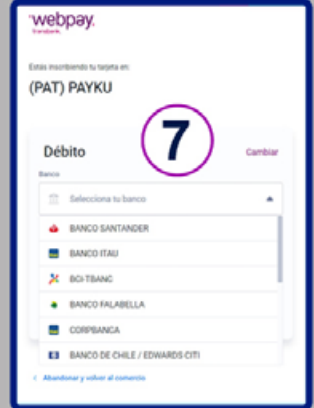 webpay.
transbank.
Estás inscribiendo tu tarjeta en:
(PAT) PAYKU
7
Débito
Cambiar
Banco
Selecciona tu banco
BANCO SANTANDER
BANCO ITAU
BCI-TBANC
BANCO FALABELLA
CORPBANCA
BANCO DE CHILE / EDWARDS CITI
< Abandonar y volver al comercio